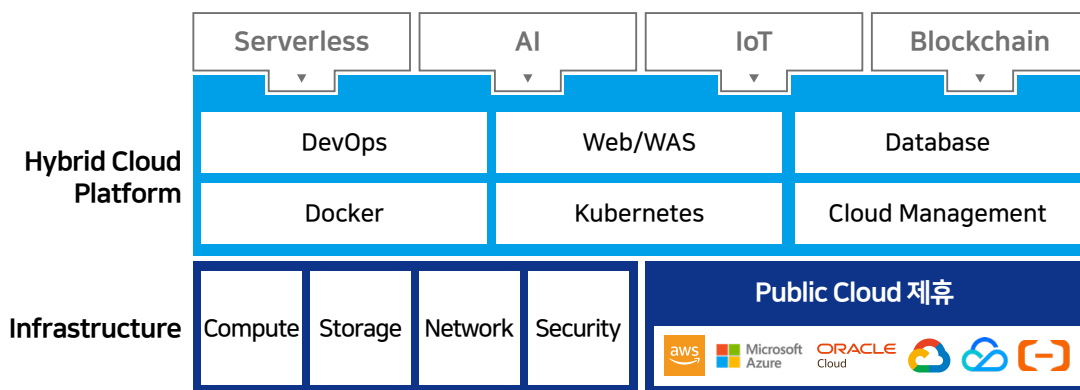 Serverless
AI
IoT
Blockchain
Hybrid Cloud
Platform
DevOps
Web/WAS
Database
Docker
Kubernetes
Cloud Management
Infrastructure
Compute
Storage
Network
Security
Public Cloud 제휴
aws
Microsoft
Azure
ORACLE
Cloud